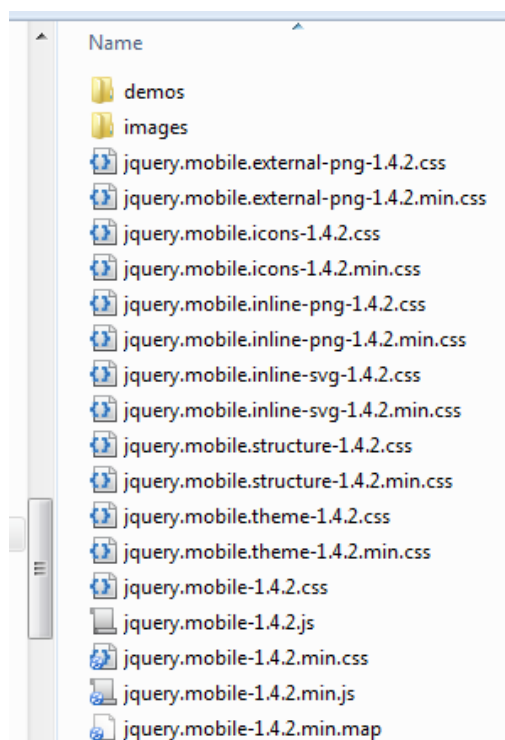 Name
demos
images
jquery.mobile.external-png-1.4.2.css
jquery.mobile.external-png-1.4.2.min.css
jquery.mobile.icons-1.4.2.css
jquery.mobile.icons-1.4.2.min.css
jquery.mobile.inline-png-1.4.2.css
jquery.mobile.inline-png-1.4.2.min.css
jquery.mobile.inline-svg-1.4.2.css
jquery.mobile.inline-svg-1.4.2.min.css
jquery.mobile.structure-1.4.2.css
jquery.mobile.structure-1.4.2.min.css
jquery.mobile.theme-1.4.2.css
jquery.mobile.theme-1.4.2.min.css
jquery.mobile-1.4.2.css
jquery.mobile-1.4.2.js
jquery.mobile-1.4.2.min.css
jquery.mobile-1.4.2.min.js
jquery.mobile-1.4.2.min.map